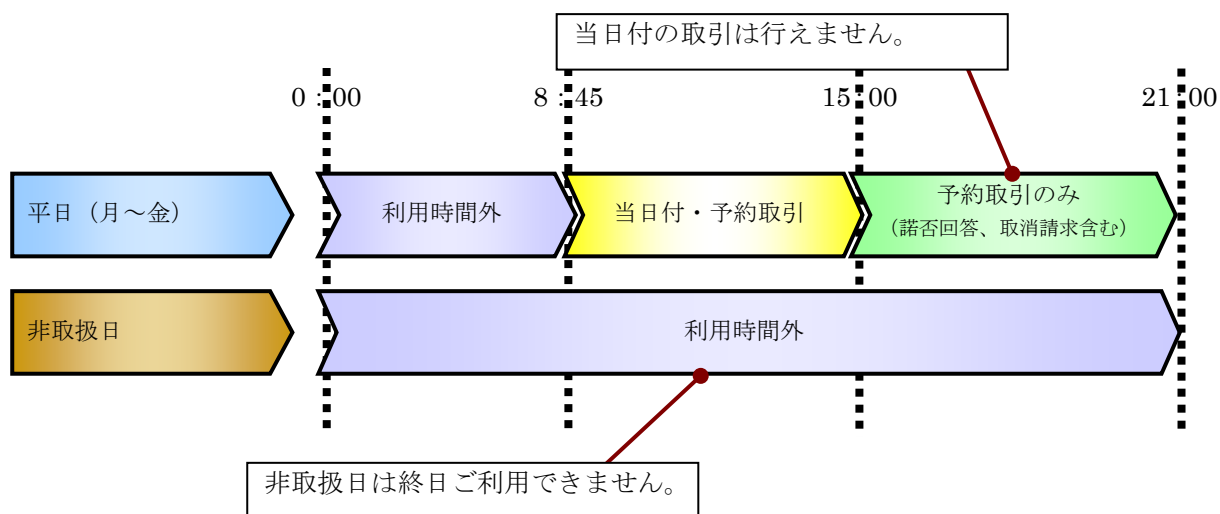 当日付の取引は行えません。
0：00
8：45
15:00
21:00
平日（月～金）
利用時間外
当日付・予約取引
予約取引のみ
（諾否回答、取消請求含む）
非取扱日
利用時間外
非取扱日は終日ご利用できません。